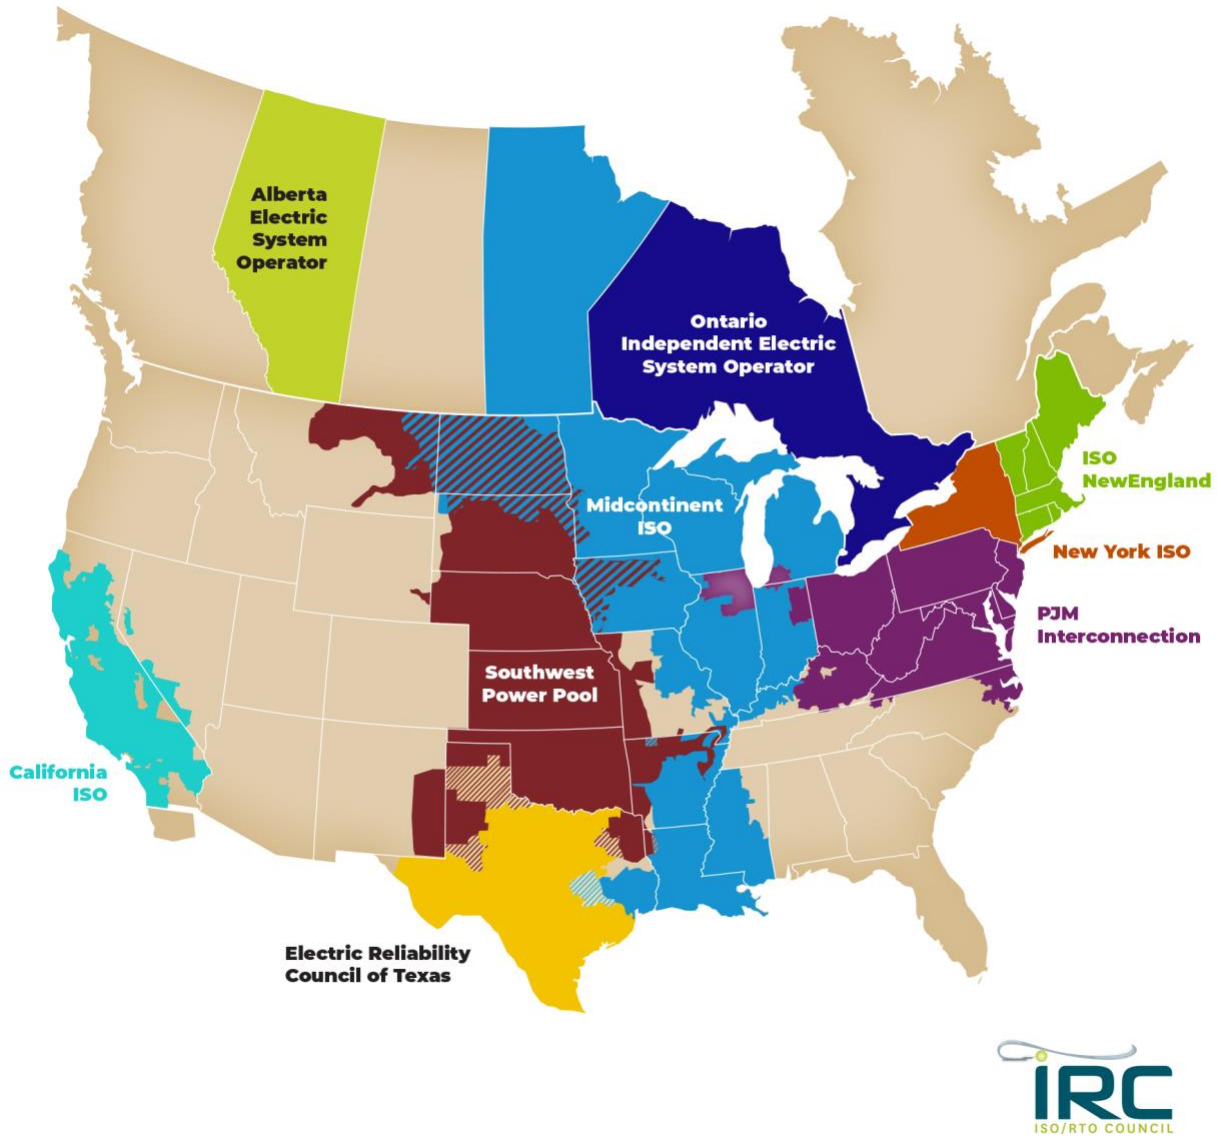 Alberta
Electric
System
Operator
Ontario
Independent Electric
System Operator
ISO
NewEngland
Midcontinent
ISO
New York ISO
PJM
Interconnection
Southwest
Power Pool
California
ISO
Electric Reliability
Council of Texas
iRC
ISO/RTO COUNCIL